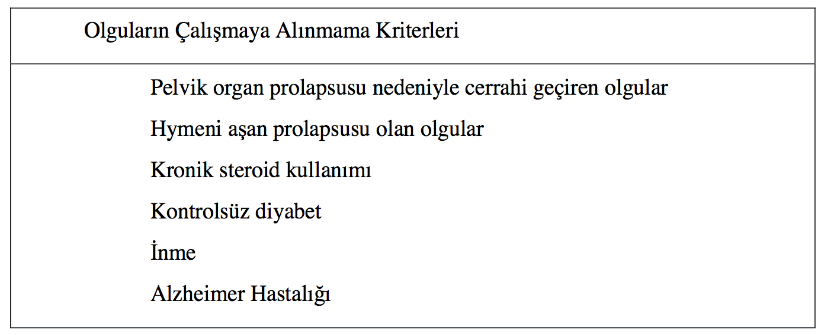 Olguların Çalışmaya Alınmama Kriterleri
Pelvik organ prolapsusu nedeniyle cerrahi geçiren olgular
Hymeni aşan prolapsusu olan olgular
Kronik steroid kullanımı
Kontrolsüz diyabet
İnme
Alzheimer Hastalığı